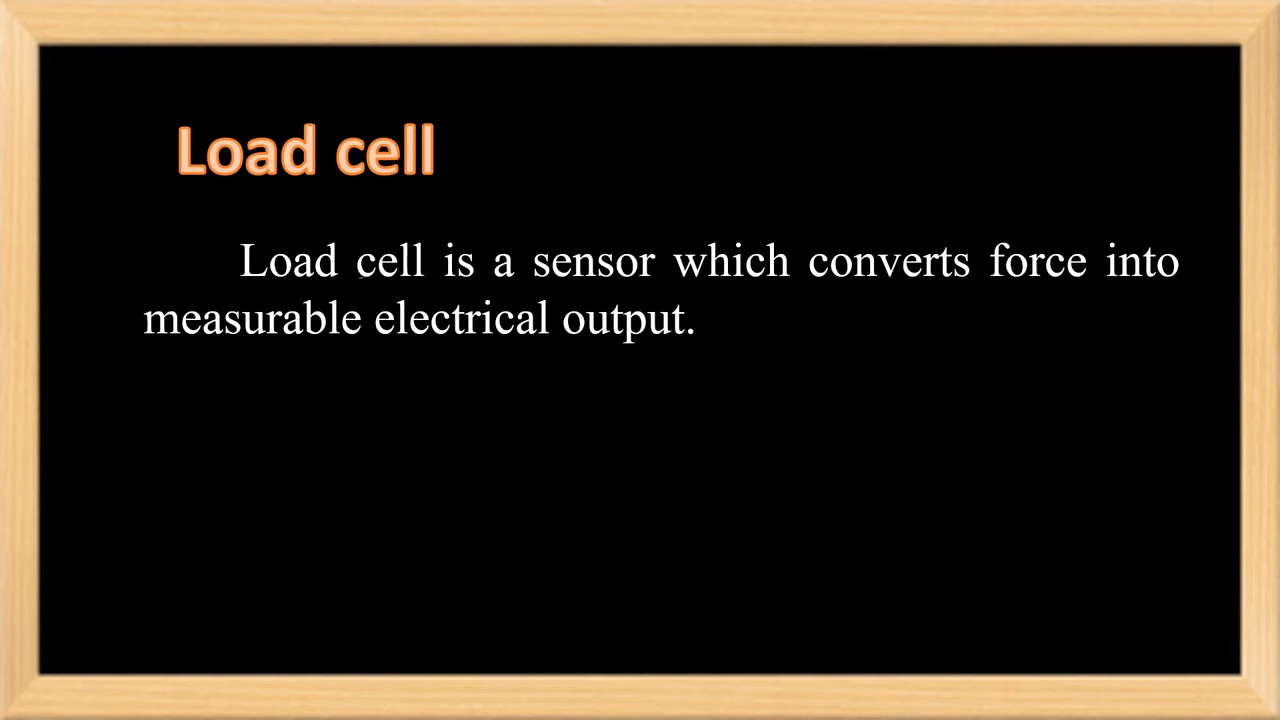 Load cell
Load cell is a sensor which converts force into
measurable electrical output.